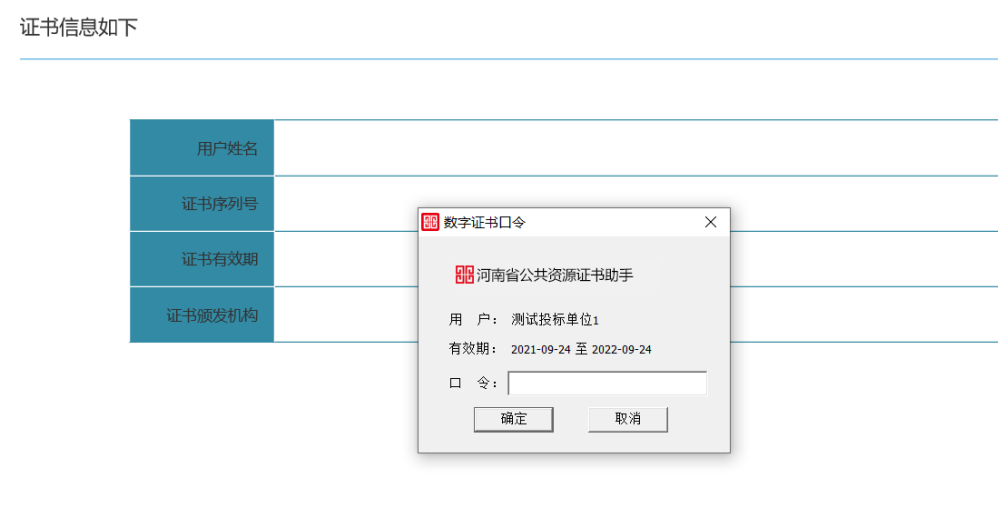 证书信息如下
用户姓名
证书序列号
证书有效期
证书颁发机构
数字证书口令
河南省公共资源证书助手
用 户： 测试投标单位1
有效期： 2021-09-24 至 2022-09-24
口 令：
确定 取消